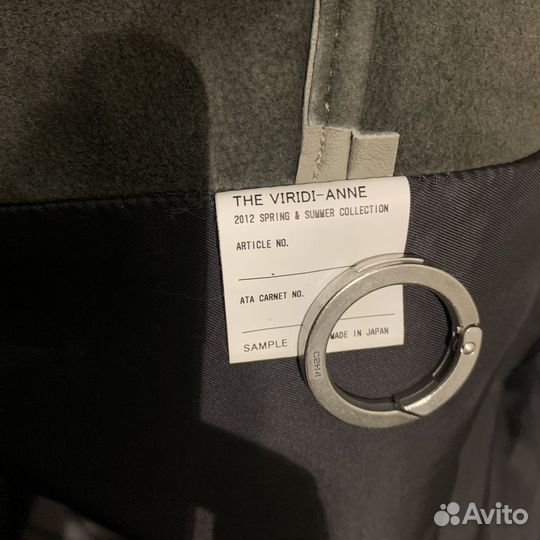 THE VIRIDI-ANNE
2012 SPRING & SUMMER COLLECTION
ARTICLE NO.
ATA CARNET NO.
SAMPLE MADE IN JAPAN
Avito